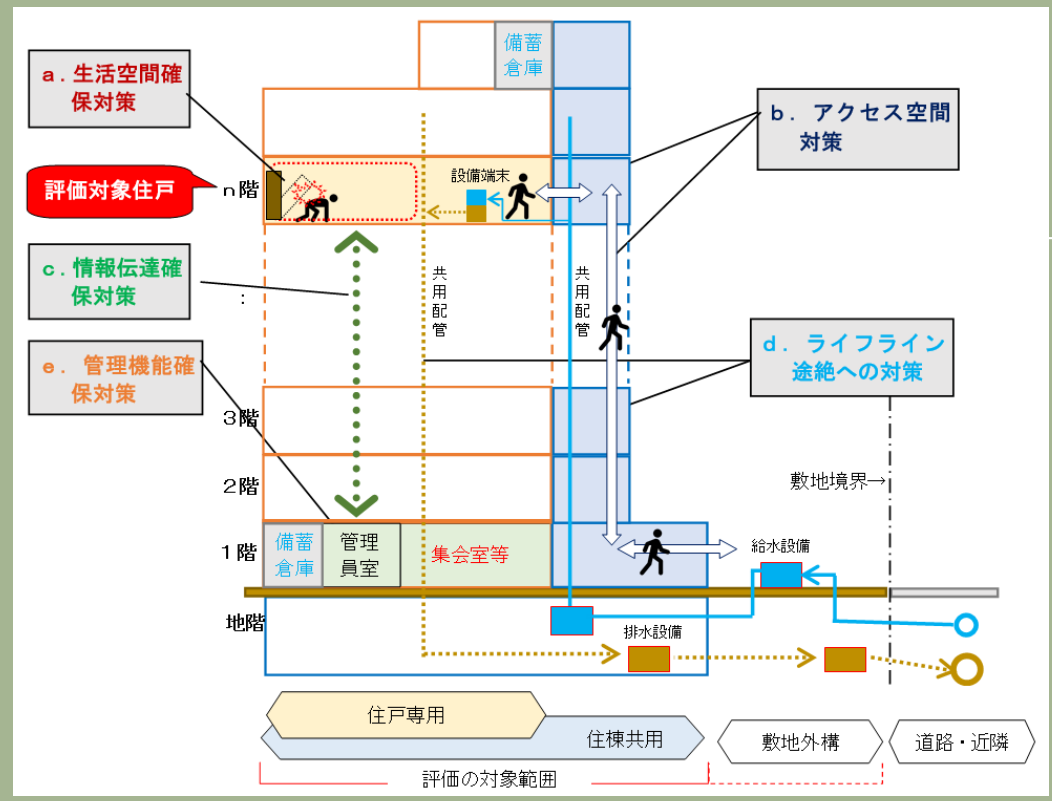 備蓄
倉庫
a．生活空間確
保対策
b．アクセス空間
対策
評価対象住戸
n階
設備端末
c．情報伝達確
保対策
：
共用配管
共用配管
e．管理機能確
保対策
d．ライフライン
途絶への対策
3階
2階
敷地境界→
1階
備蓄
倉庫
管理
員室
集会室等
給水設備
地階
排水設備
住戸専用
住棟共用
敷地外構
道路・近隣
評価の対象範囲